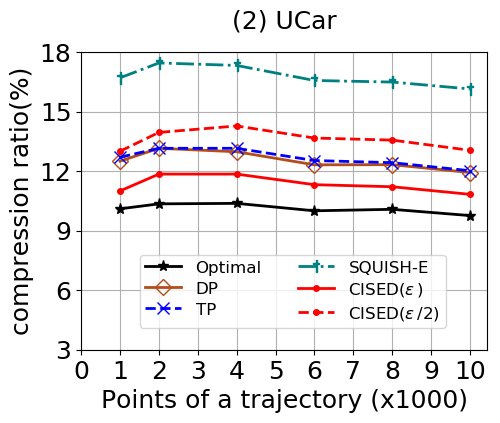 (2) UCar
compression ratio(%)
18
15
12
9
6
3
Optimal
DP
TP
SQUISH-E
CISED(ε)
CISED(ε/2)
0 1 2 3 4 5 6 7 8 9 10
Points of a trajectory (x1000)